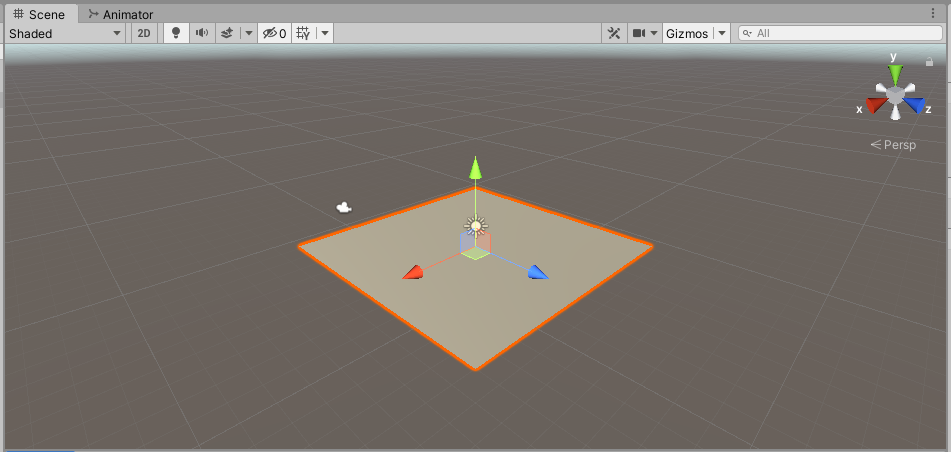 Scene Animator
Shaded 2D 0 Gizmos All
y
x z
Persp